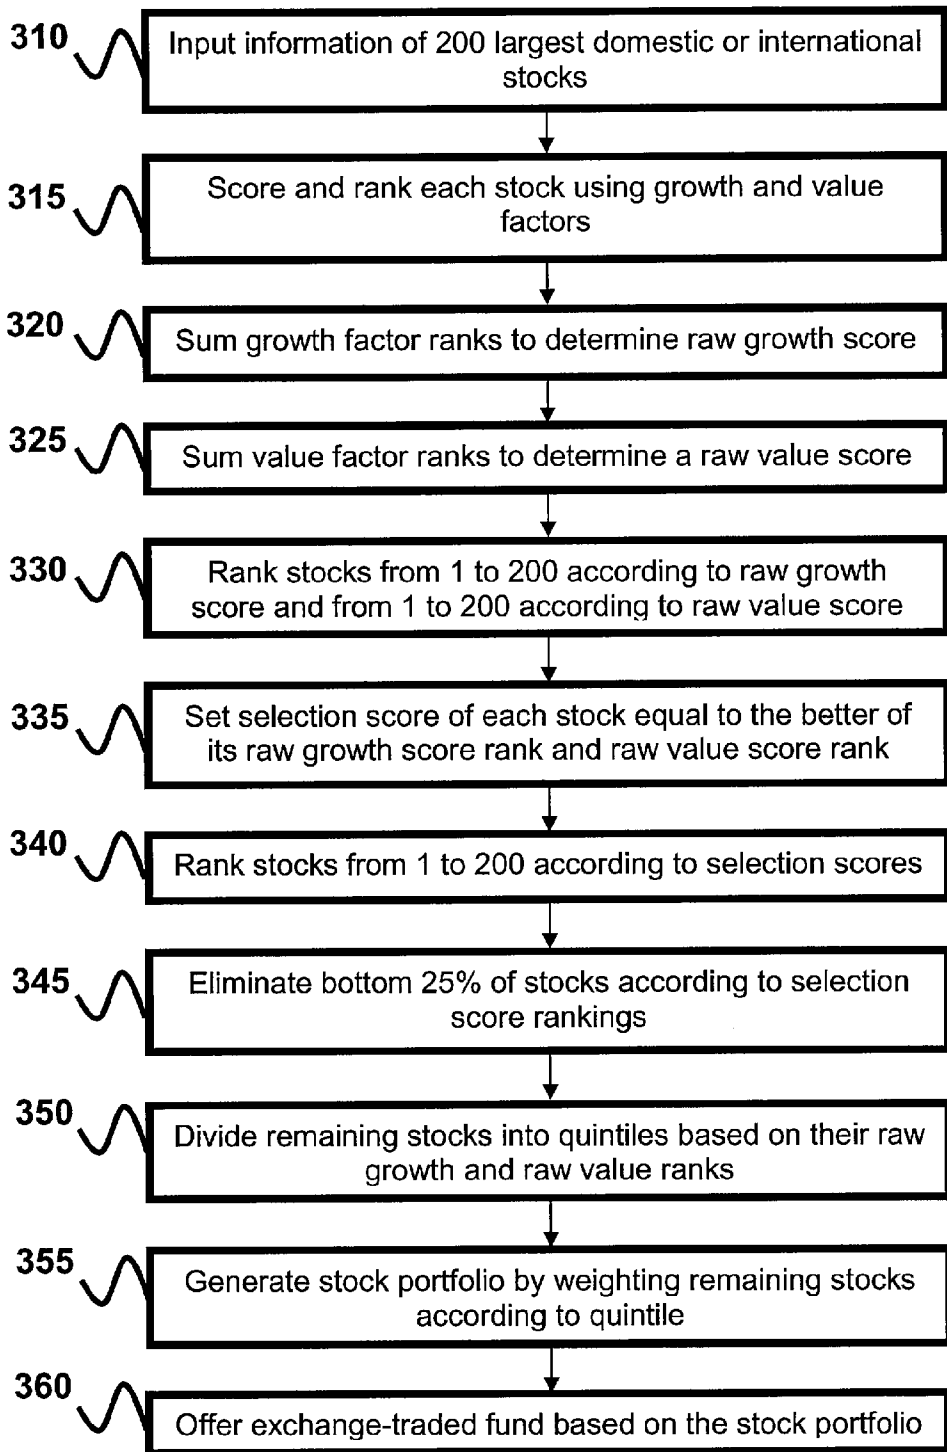 310
Input information of 200 largest domestic or international
stocks
315
Score and rank each stock using growth and value
factors
320
Sum growth factor ranks to determine raw growth score
325
Sum value factor ranks to determine a raw value score
330
Rank stocks from 1 to 200 according to raw growth
score and from 1 to 200 according to raw value score
335
Set selection score of each stock equal to the better of
its raw growth score rank and raw value score rank
340
Rank stocks from 1 to 200 according to selection scores
345
Eliminate bottom 25% of stocks according to selection
score rankings
350
Divide remaining stocks into quintiles based on their raw
growth and raw value ranks
355
Generate stock portfolio by weighting remaining stocks
according to quintile
360
Offer exchange-traded fund based on the stock portfolio